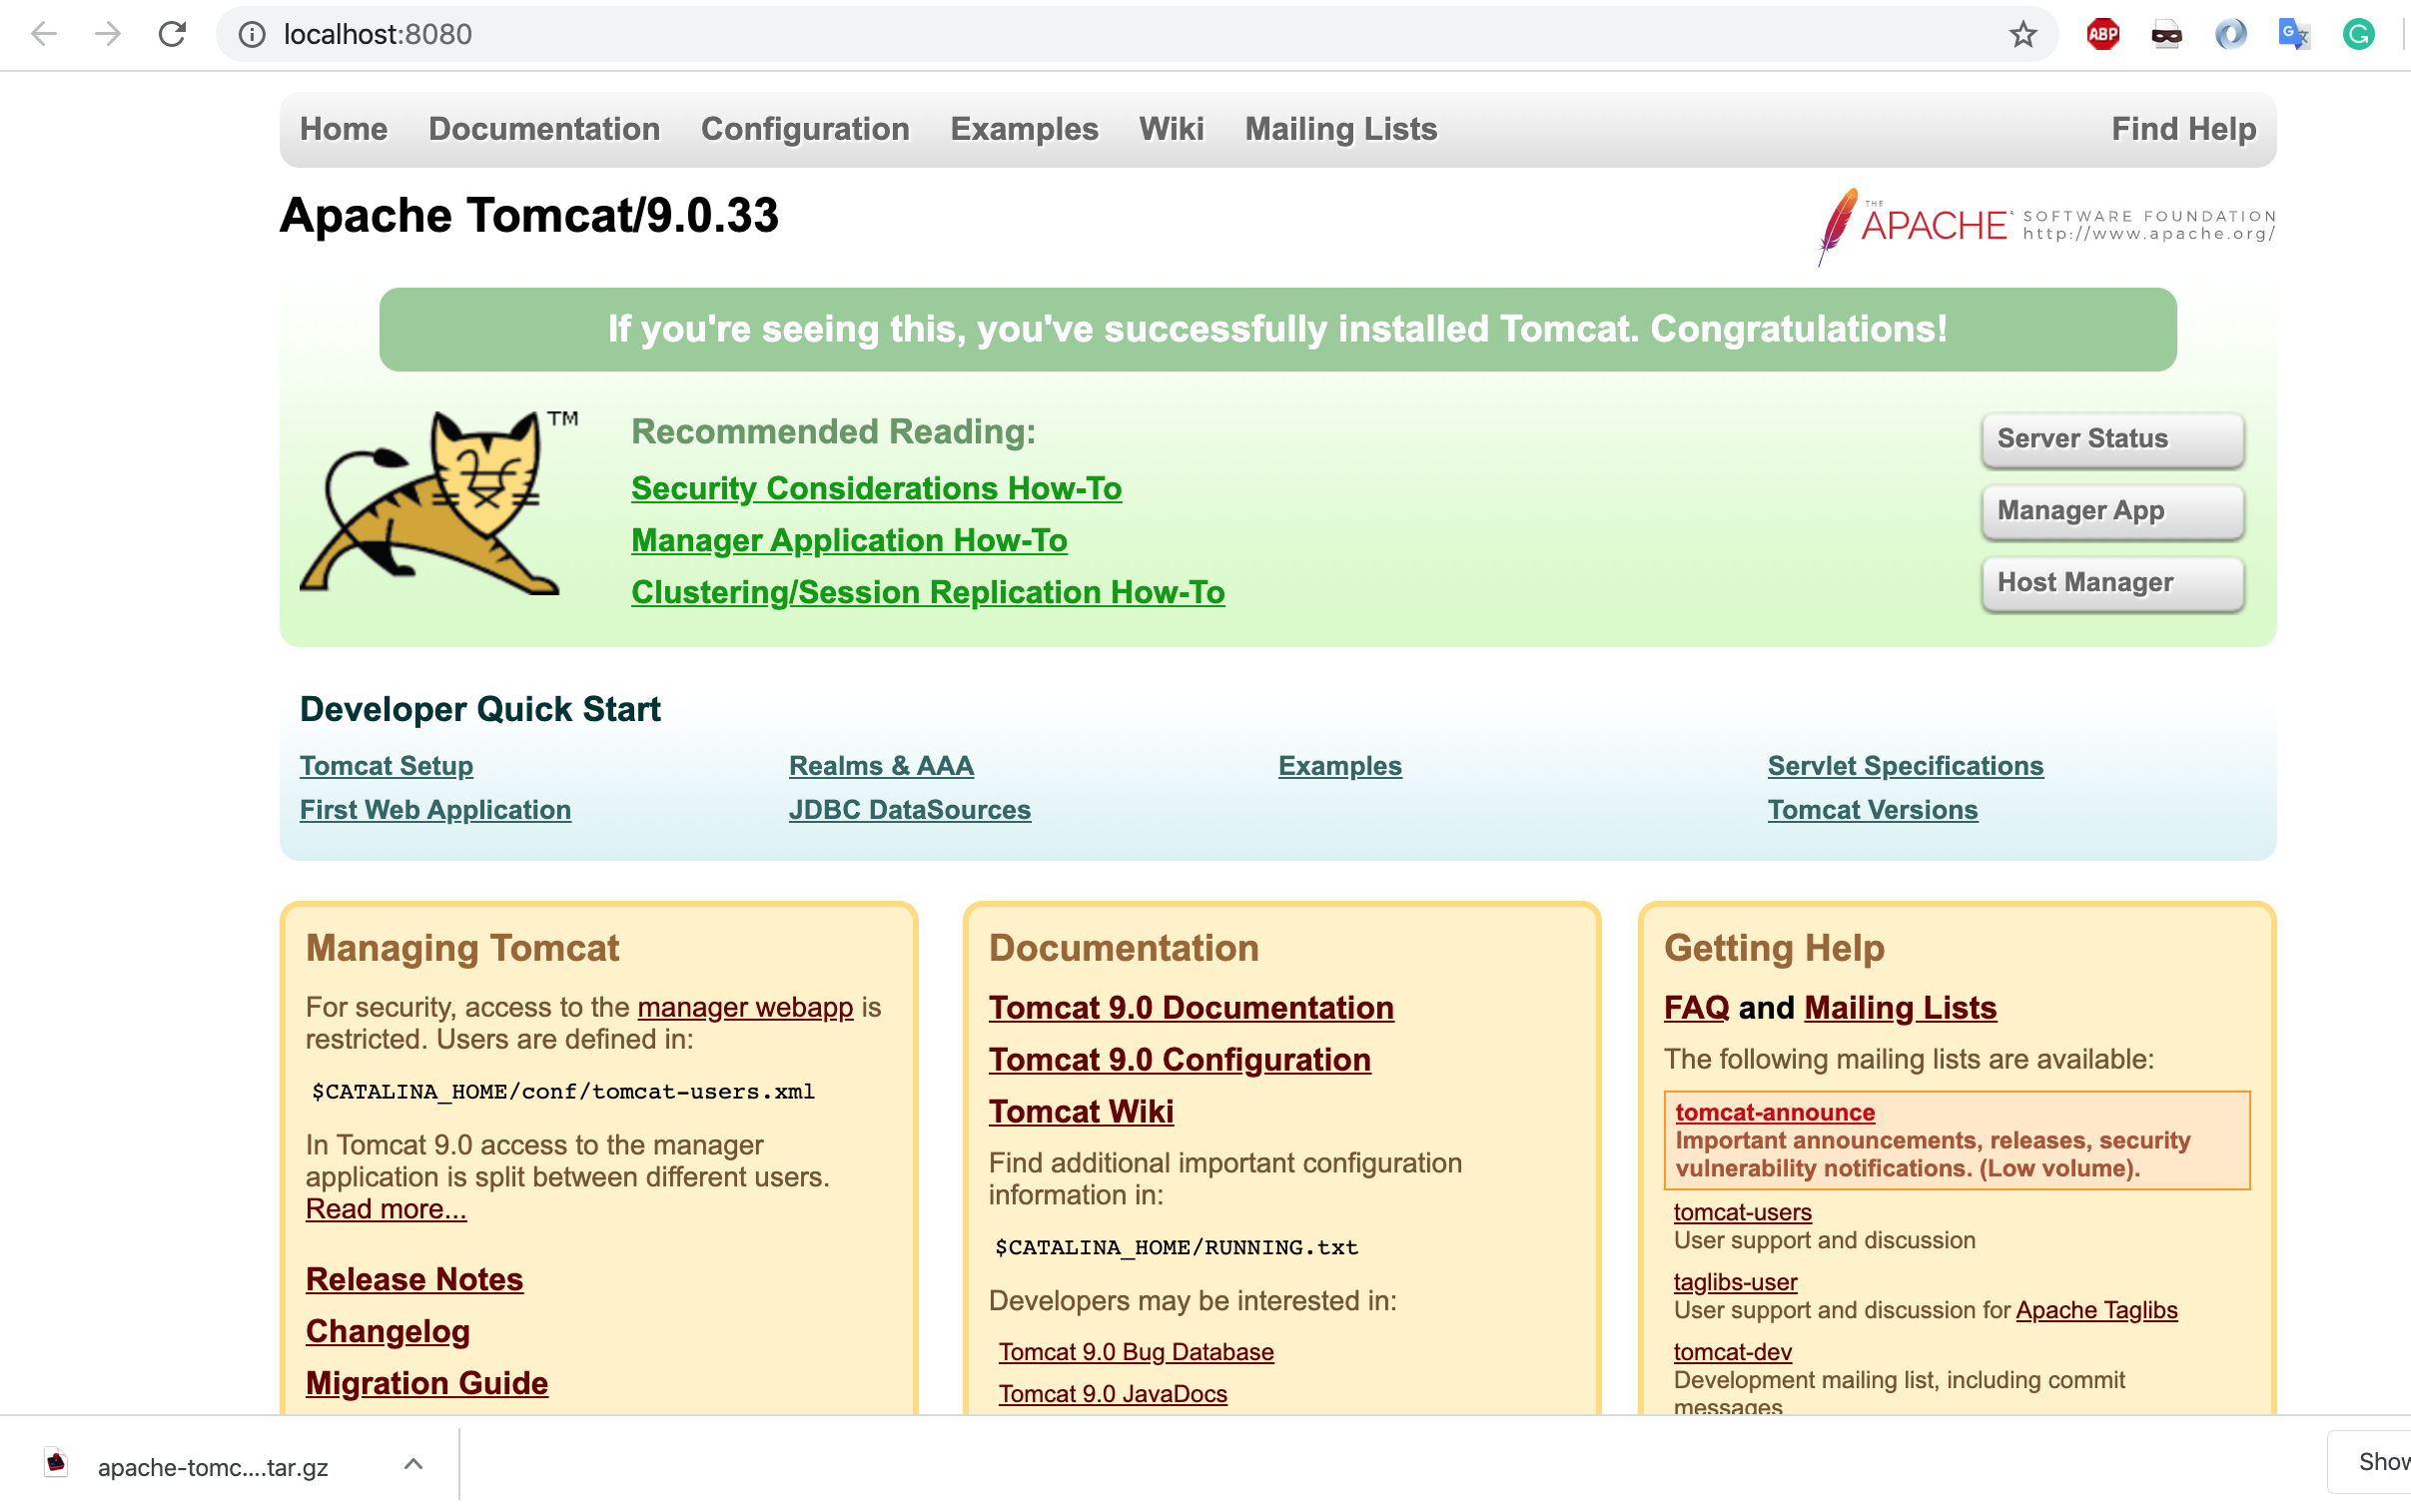 localhost:8080
ABP
G
G
Home Documentation Configuration Examples Wiki Mailing Lists Find Help
Apache Tomcat/9.0.33
THE
APACHE SOFTWARE FOUNDATION
http://www.apache.org/
If you're seeing this, you've successfully installed Tomcat. Congratulations!
TM
Recommended Reading:
Security Considerations How-To
Manager Application How-To
Clustering/Session Replication How-To
Server Status
Manager App
Host Manager
Developer Quick Start
Tomcat Setup
First Web Application
Realms & AAA
JDBC DataSources
Examples
Servlet Specifications
Tomcat Versions
Managing Tomcat
For security, access to the manager webapp is
restricted. Users are defined in:
$CATALINA_HOME/conf/tomcat-users.xml
In Tomcat 9.0 access to the manager
application is split between different users.
Read more...
Release Notes
Changelog
Migration Guide
Documentation
Tomcat 9.0 Documentation
Tomcat 9.0 Configuration
Tomcat Wiki
Find additional important configuration
information in:
$CATALINA_HOME/RUNNING.txt
Developers may be interested in:
Tomcat 9.0 Bug Database
Tomcat 9.0 JavaDocs
Getting Help
FAQ and Mailing Lists
The following mailing lists are available:
tomcat-announce
Important announcements, releases, security
vulnerability notifications. (Low volume).
tomcat-users
User support and discussion
taglibs-user
User support and discussion for Apache Taglibs
tomcat-dev
Development mailing list, including commit
messages
apache-tomc....tar.gz
Show